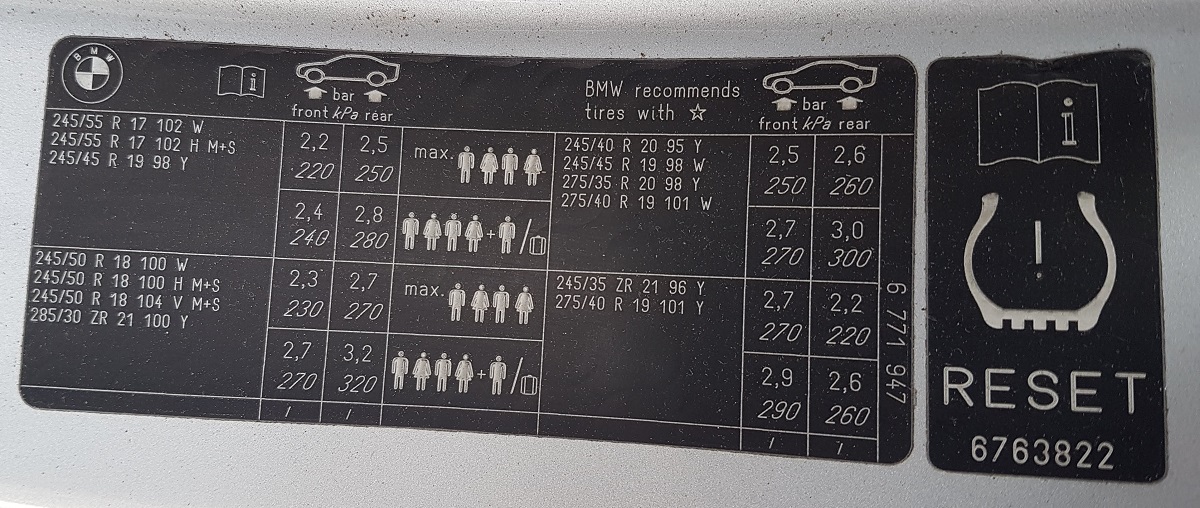 BMW
i
bar
front kPa rear
BMW recommends
tires with ☆
bar
front kPa rear
245/55 R 17 102 W
245/55 R 17 102 H M+S
245/45 R 19 98 Y
2,2 2,5
220 250
max.
2,4 2,8
240 280
+ /
245/40 R 20 95 Y
245/45 R 19 98 W
275/35 R 20 98 Y
275/40 R 19 101 W
2,5 2,6
250 260
2,7 3,0
270 300
245/50 R 18 100 W
245/50 R 18 100 H M+S
245/50 R 18 104 V M+S
285/30 ZR 21 100 Y
2,3 2,7
230 270
max.
2,7 3,2
270 320
+ /
/ /
245/35 ZR 21 96 Y
275/40 R 19 101 Y
2,7 2,2
270 220
2,9 2,6
290 260
/ /
6 771 947
i
!
RESET
6763822